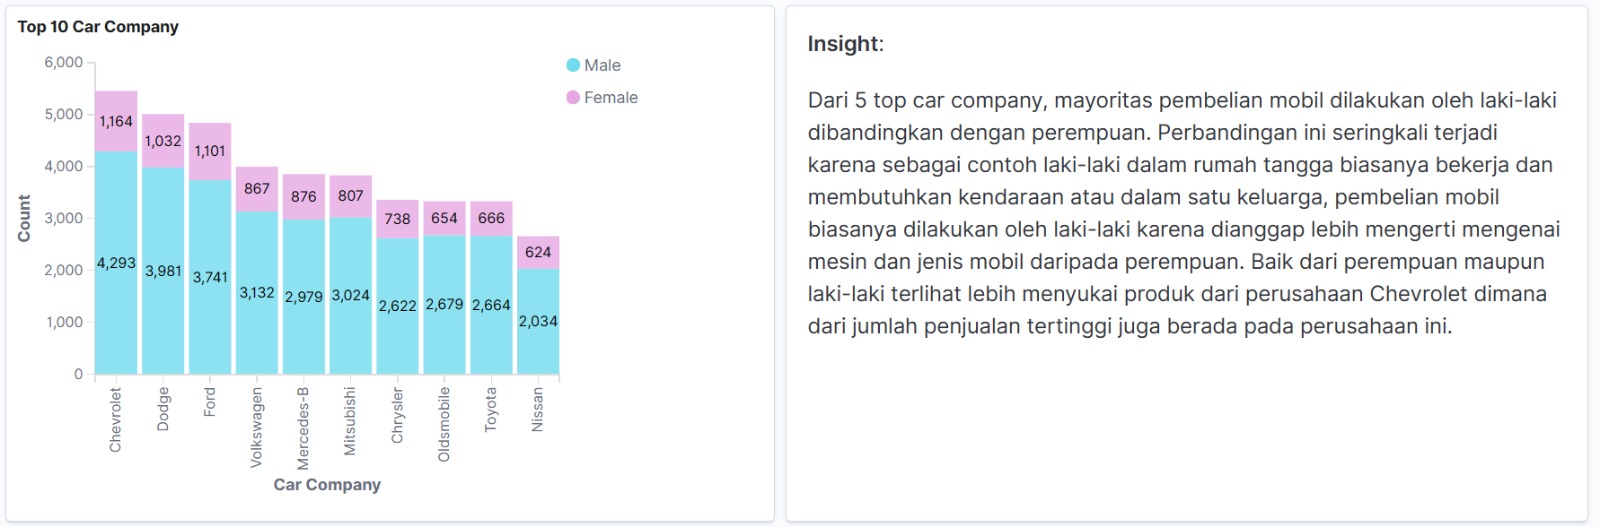 Top 10 Car Company
Male
Female
6,000
5,000
4,000
3,000
2,000
1,000
0
Count
1,164
1,032
1,101
867
876
807
738
654
666
624
4,293
3,981
3,741
3,132
2,979
3,024
2,622
2,679
2,664
2,034
Chevrolet
Dodge
Ford
Volkswagen
Mercedes-B
Mitsubishi
Chrysler
Oldsmobile
Toyota
Nissan
Car Company
Insight:
Dari 5 top car company, mayoritas pembelian mobil dilakukan oleh laki-laki
dibandingkan dengan perempuan. Perbandingan ini seringkali terjadi
karena sebagai contoh laki-laki dalam rumah tangga biasanya bekerja dan
membutuhkan kendaraan atau dalam satu keluarga, pembelian mobil
biasanya dilakukan oleh laki-laki karena dianggap lebih mengerti mengenai
mesin dan jenis mobil daripada perempuan. Baik dari perempuan maupun
laki-laki terlihat lebih menyukai produk dari perusahaan Chevrolet dimana
dari jumlah penjualan tertinggi juga berada pada perusahaan ini.